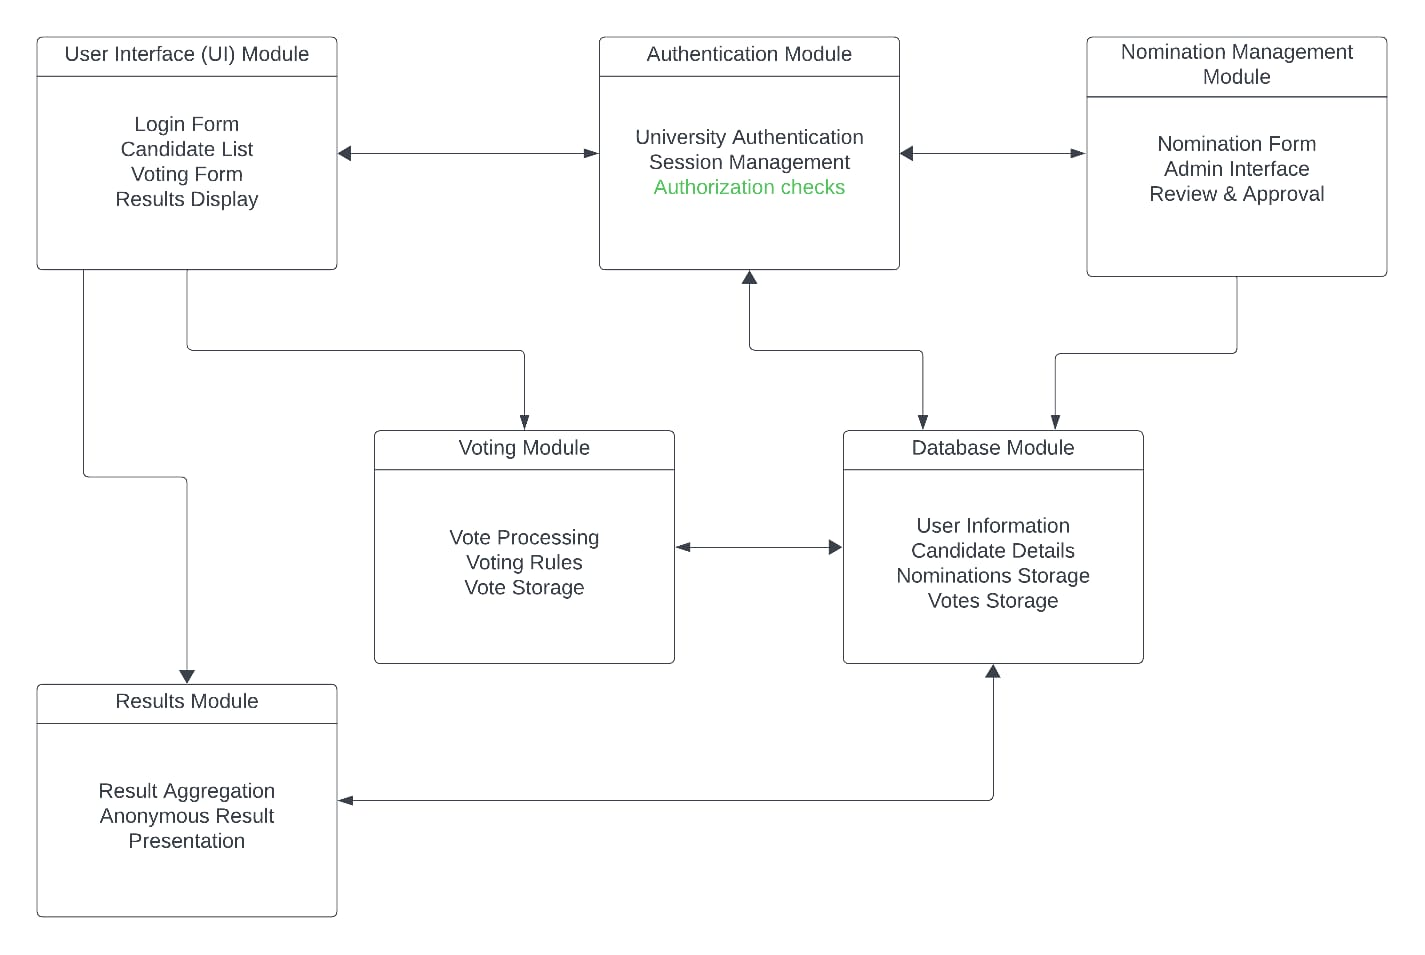 User Interface (UI) Module
Login Form
Candidate List
Voting Form
Results Display
Authentication Module
University Authentication
Session Management
Authorization checks
Nomination Management
Module
Nomination Form
Admin Interface
Review & Approval
Voting Module
Vote Processing
Voting Rules
Vote Storage
Database Module
User Information
Candidate Details
Nominations Storage
Votes Storage
Results Module
Result Aggregation
Anonymous Result
Presentation